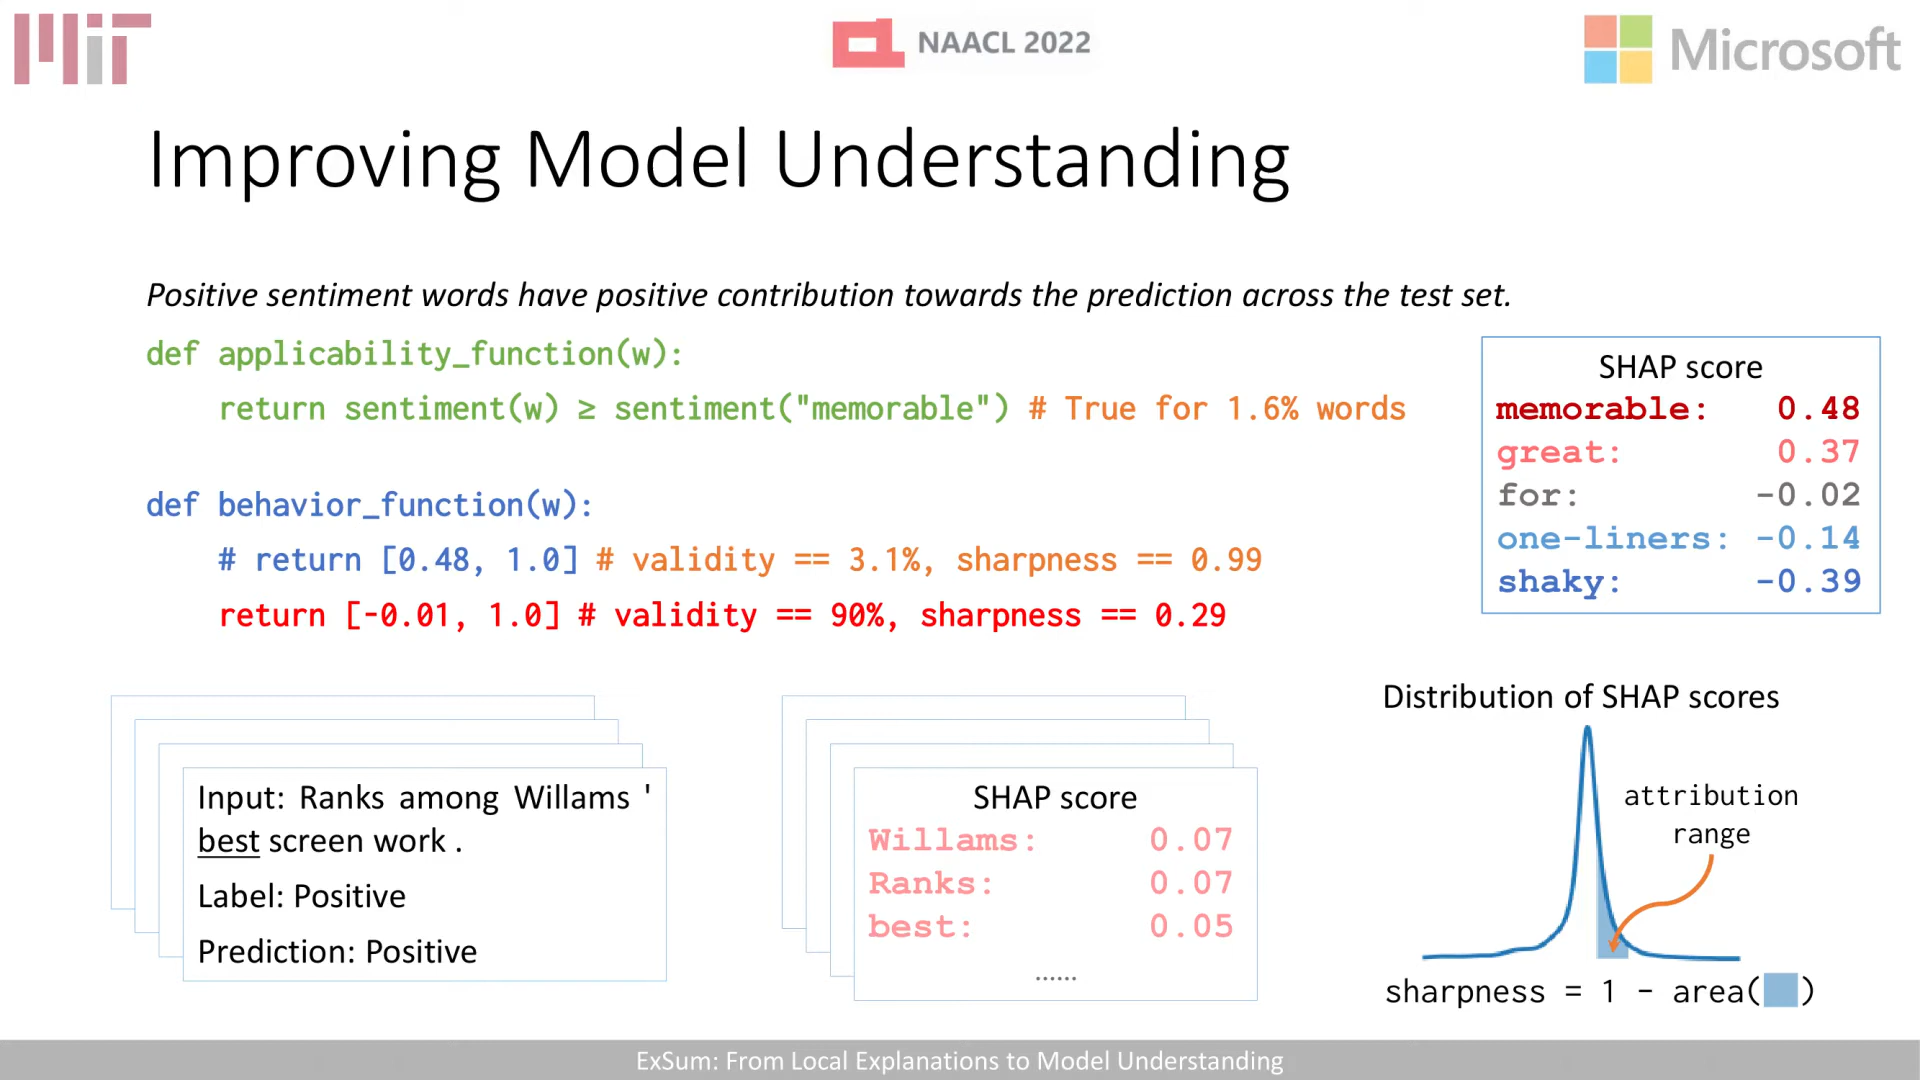 MIT
NAACL 2022
Microsoft
Improving Model Understanding
Positive sentiment words have positive contribution towards the prediction across the test set.
def applicability_function(w):
return sentiment(w) ≥ sentiment("memorable") # True for 1.6% words
def behavior_function(w):
# return [0.48, 1.0] # validity == 3.1%, sharpness == 0.99
return [-0.01, 1.0] # validity == 90%, sharpness == 0.29
SHAP score
memorable: 0.48
great: 0.37
for: -0.02
one-liners: -0.14
shaky: -0.39
Input: Ranks among Willams '
best screen work .
Label: Positive
Prediction: Positive
SHAP score
Willams: 0.07
Ranks: 0.07
best: 0.05
......
Distribution of SHAP scores
attribution
range
sharpness = 1 - area( )
ExSum: From Local Explanations to Model Understanding